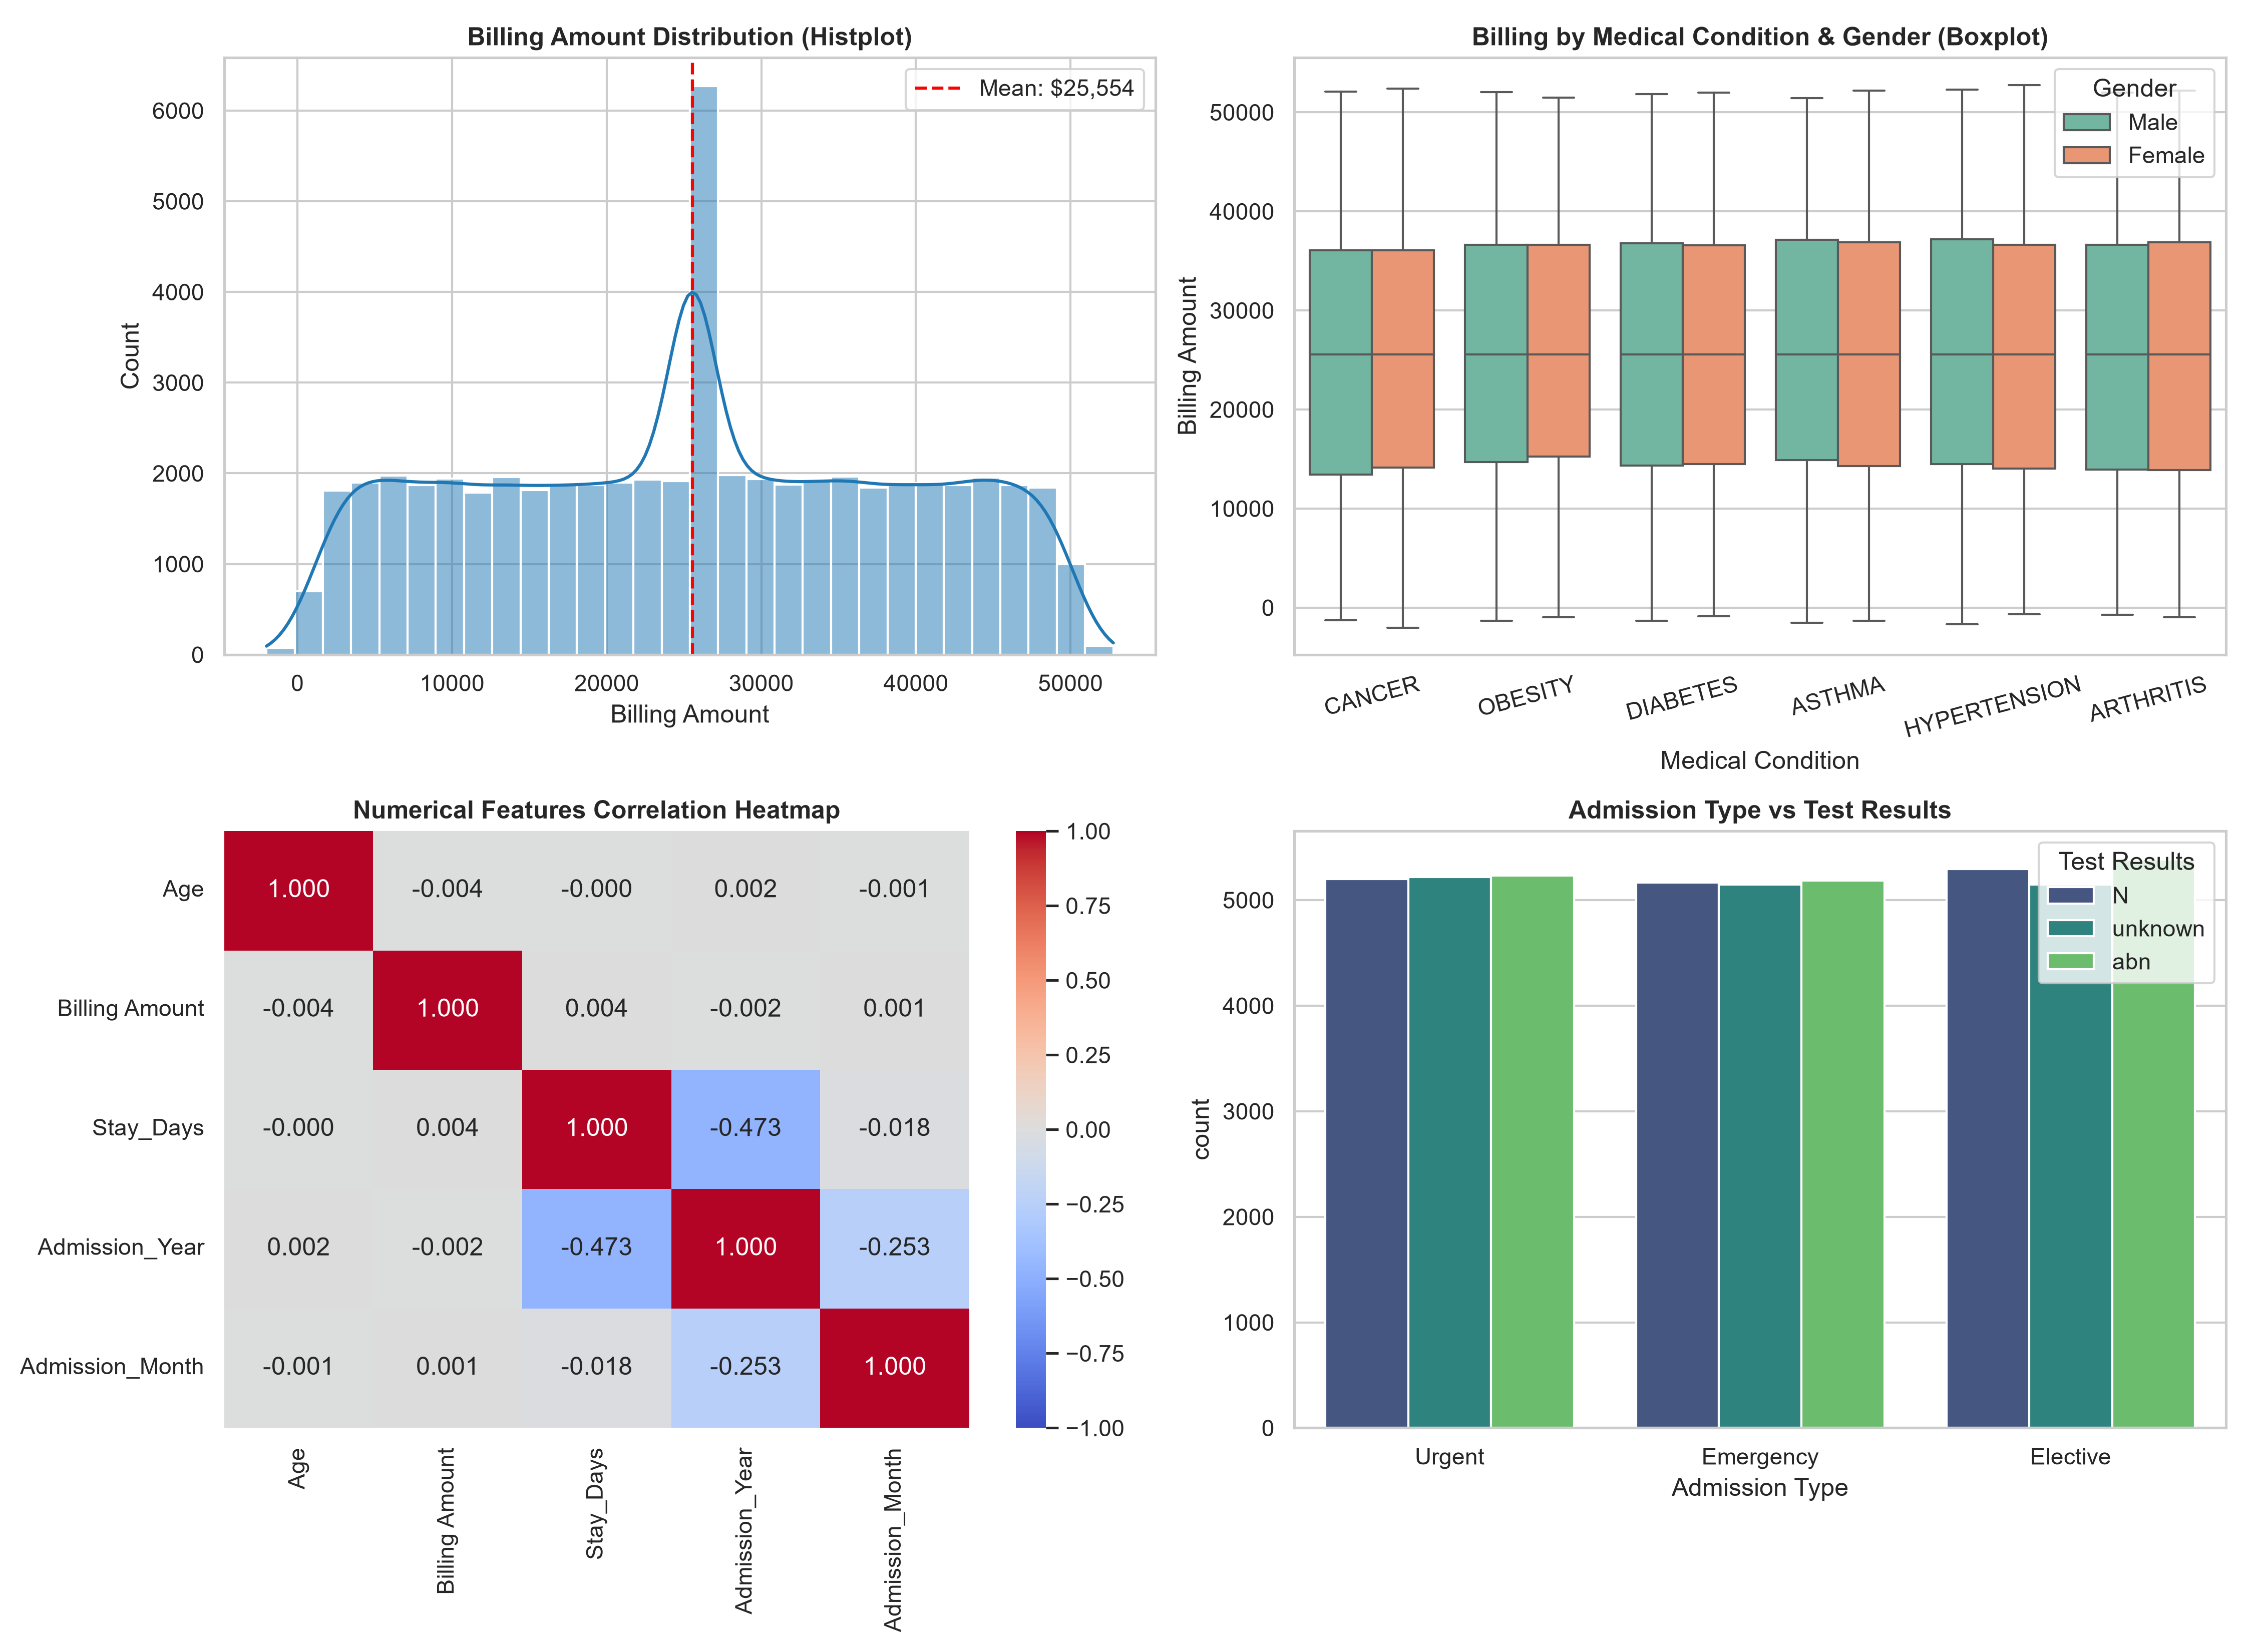 Billing Amount Distribution (Histplot)
Mean: $25,554
6000
5000
4000
3000
2000
1000
0
Count
0 10000 20000 30000 40000 50000
Billing Amount
Billing by Medical Condition & Gender (Boxplot)
Gender
Male
Female
50000
40000
30000
20000
10000
0
Billing Amount
CANCER OBESITY DIABETES ASTHMA HYPERTENSION ARTHRITIS
Medical Condition
Numerical Features Correlation Heatmap
Age 1.000 -0.004 -0.000 0.002 -0.001
Billing Amount -0.004 1.000 0.004 -0.002 0.001
Stay_Days -0.000 0.004 1.000 -0.473 -0.018
Admission_Year 0.002 -0.002 -0.473 1.000 -0.253
Admission_Month -0.001 0.001 -0.018 -0.253 1.000
Age Billing Amount Stay_Days Admission_Year Admission_Month
1.00
0.75
0.50
0.25
0.00
−0.25
−0.50
−0.75
−1.00
Admission Type vs Test Results
Test Results
N
unknown
abn
5000
4000
3000
2000
1000
0
count
Urgent Emergency Elective
Admission Type